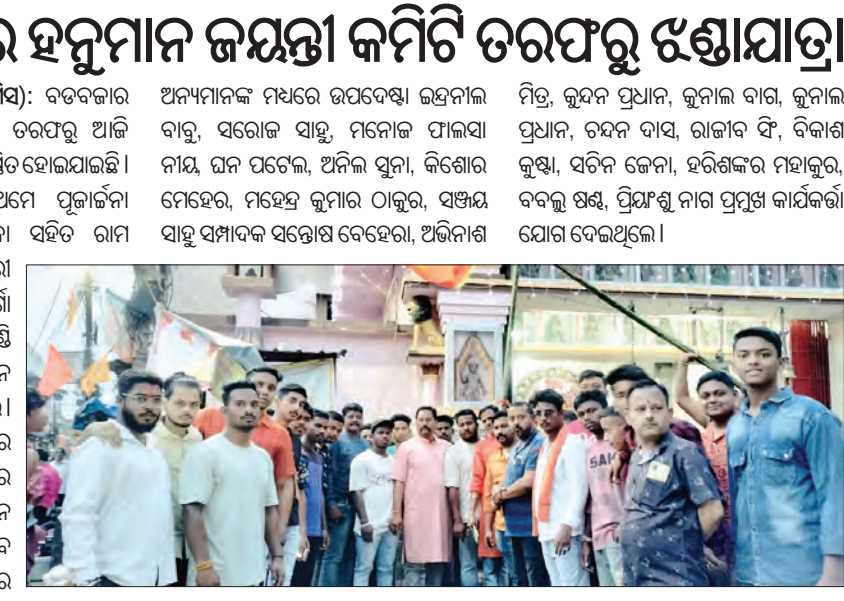 ର ହନୁମାନ ଜୟନ୍ତୀ କମିଟି ତରଫରୁ ଝଣ୍ଡାଯାତ୍ରା
ବଡବଜାର
ତରଫରୁ ଆଜି
ହୋଇଯାଇଛି ।
ପୂଜାର୍ଚ୍ଚନା
ସହିତ ରାମ
ଅନ୍ୟମାନଙ୍କ ମଧ୍ୟରେ ଉପଦେଷ୍ଟା ଇନ୍ଦ୍ରନୀଲ
ବାବୁ, ସରୋଜ ସାହୁ, ମନୋଜ ଫାଲସା
ନୀୟ, ଘନ ପଟେଲ, ଅନିଲ ସୁନା, କିଶୋର
ମେହେର, ମହେନ୍ଦ୍ର କୁମାର ଠାକୁର, ସଞ୍ଜୟ
ସାହୁ ସମ୍ପାଦକ ସନ୍ତୋଷ ବେହେରା, ଅଭିନାଶ
ମିତ୍ର, କୁନ୍ଦନ ପ୍ରଧାନ, କୁନାଲ ବାଗ, କୁନାଲ
ପ୍ରଧାନ, ଚନ୍ଦନ ଦାସ, ରାଜୀବ ସିଂ, ବିକାଶ
କୁଷ୍ଟା, ସଚିନ ଜେନା, ହରିଶଙ୍କର ମହାକୁର,
ବବଲୁ ଷଣ୍ଢ, ପ୍ରିୟାଂଶୁ ନାଗ ପ୍ରମୁଖ କାର୍ଯକର୍ତ୍ତା
ଯୋଗ ଦେଇଥିଲେ ।